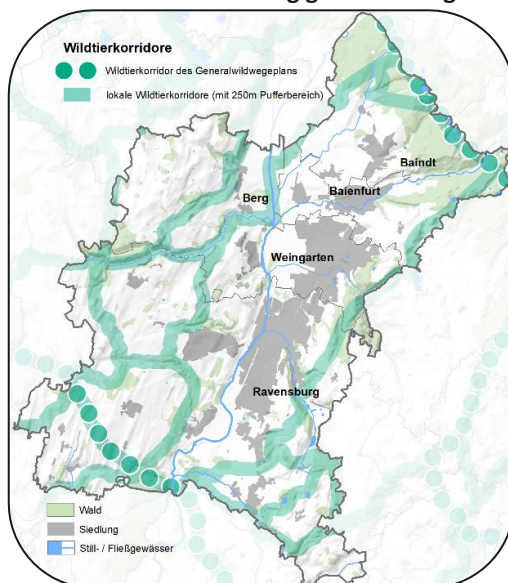 Wildtierkorridore
Wildtierkorridor des Generalwildwegeplans
lokale Wildtierkorridore (mit 250m Pufferbereich)
Baindt
Baienfurt
Berg
Weingarten
Ravensburg
Wald
Siedlung
Still- / Fließgewässer